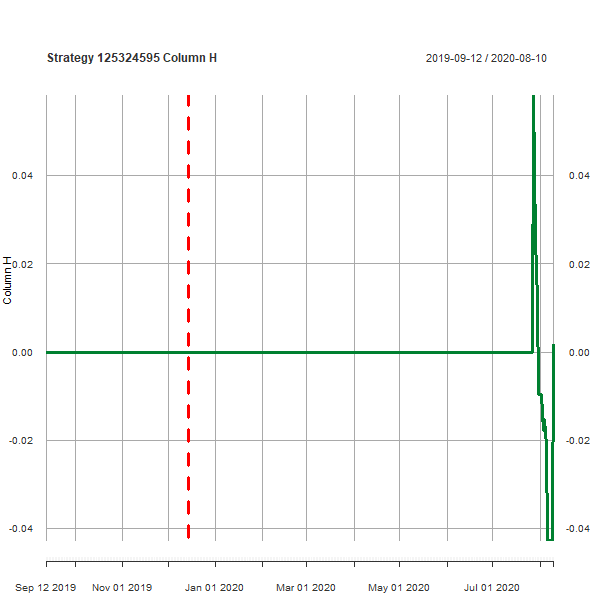 Strategy 125324595 Column H
2019-09-12 / 2020-08-10
0.04 0.04
0.02 0.02
Column H
0.00 0.00
-0.02 -0.02
-0.04 -0.04
Sep 12 2019 Nov 01 2019 Jan 01 2020 Mar 01 2020 May 01 2020 Jul 01 2020